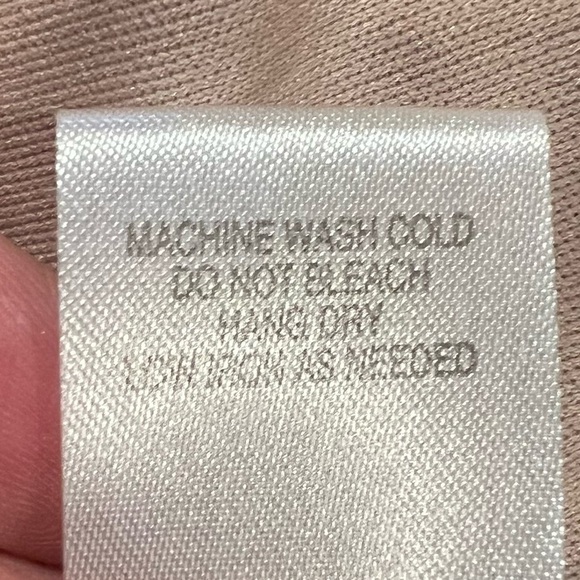 MACHINE WASH COLD
DO NOT BLEACH
HANG DRY
LOW IRON AS NEEDED